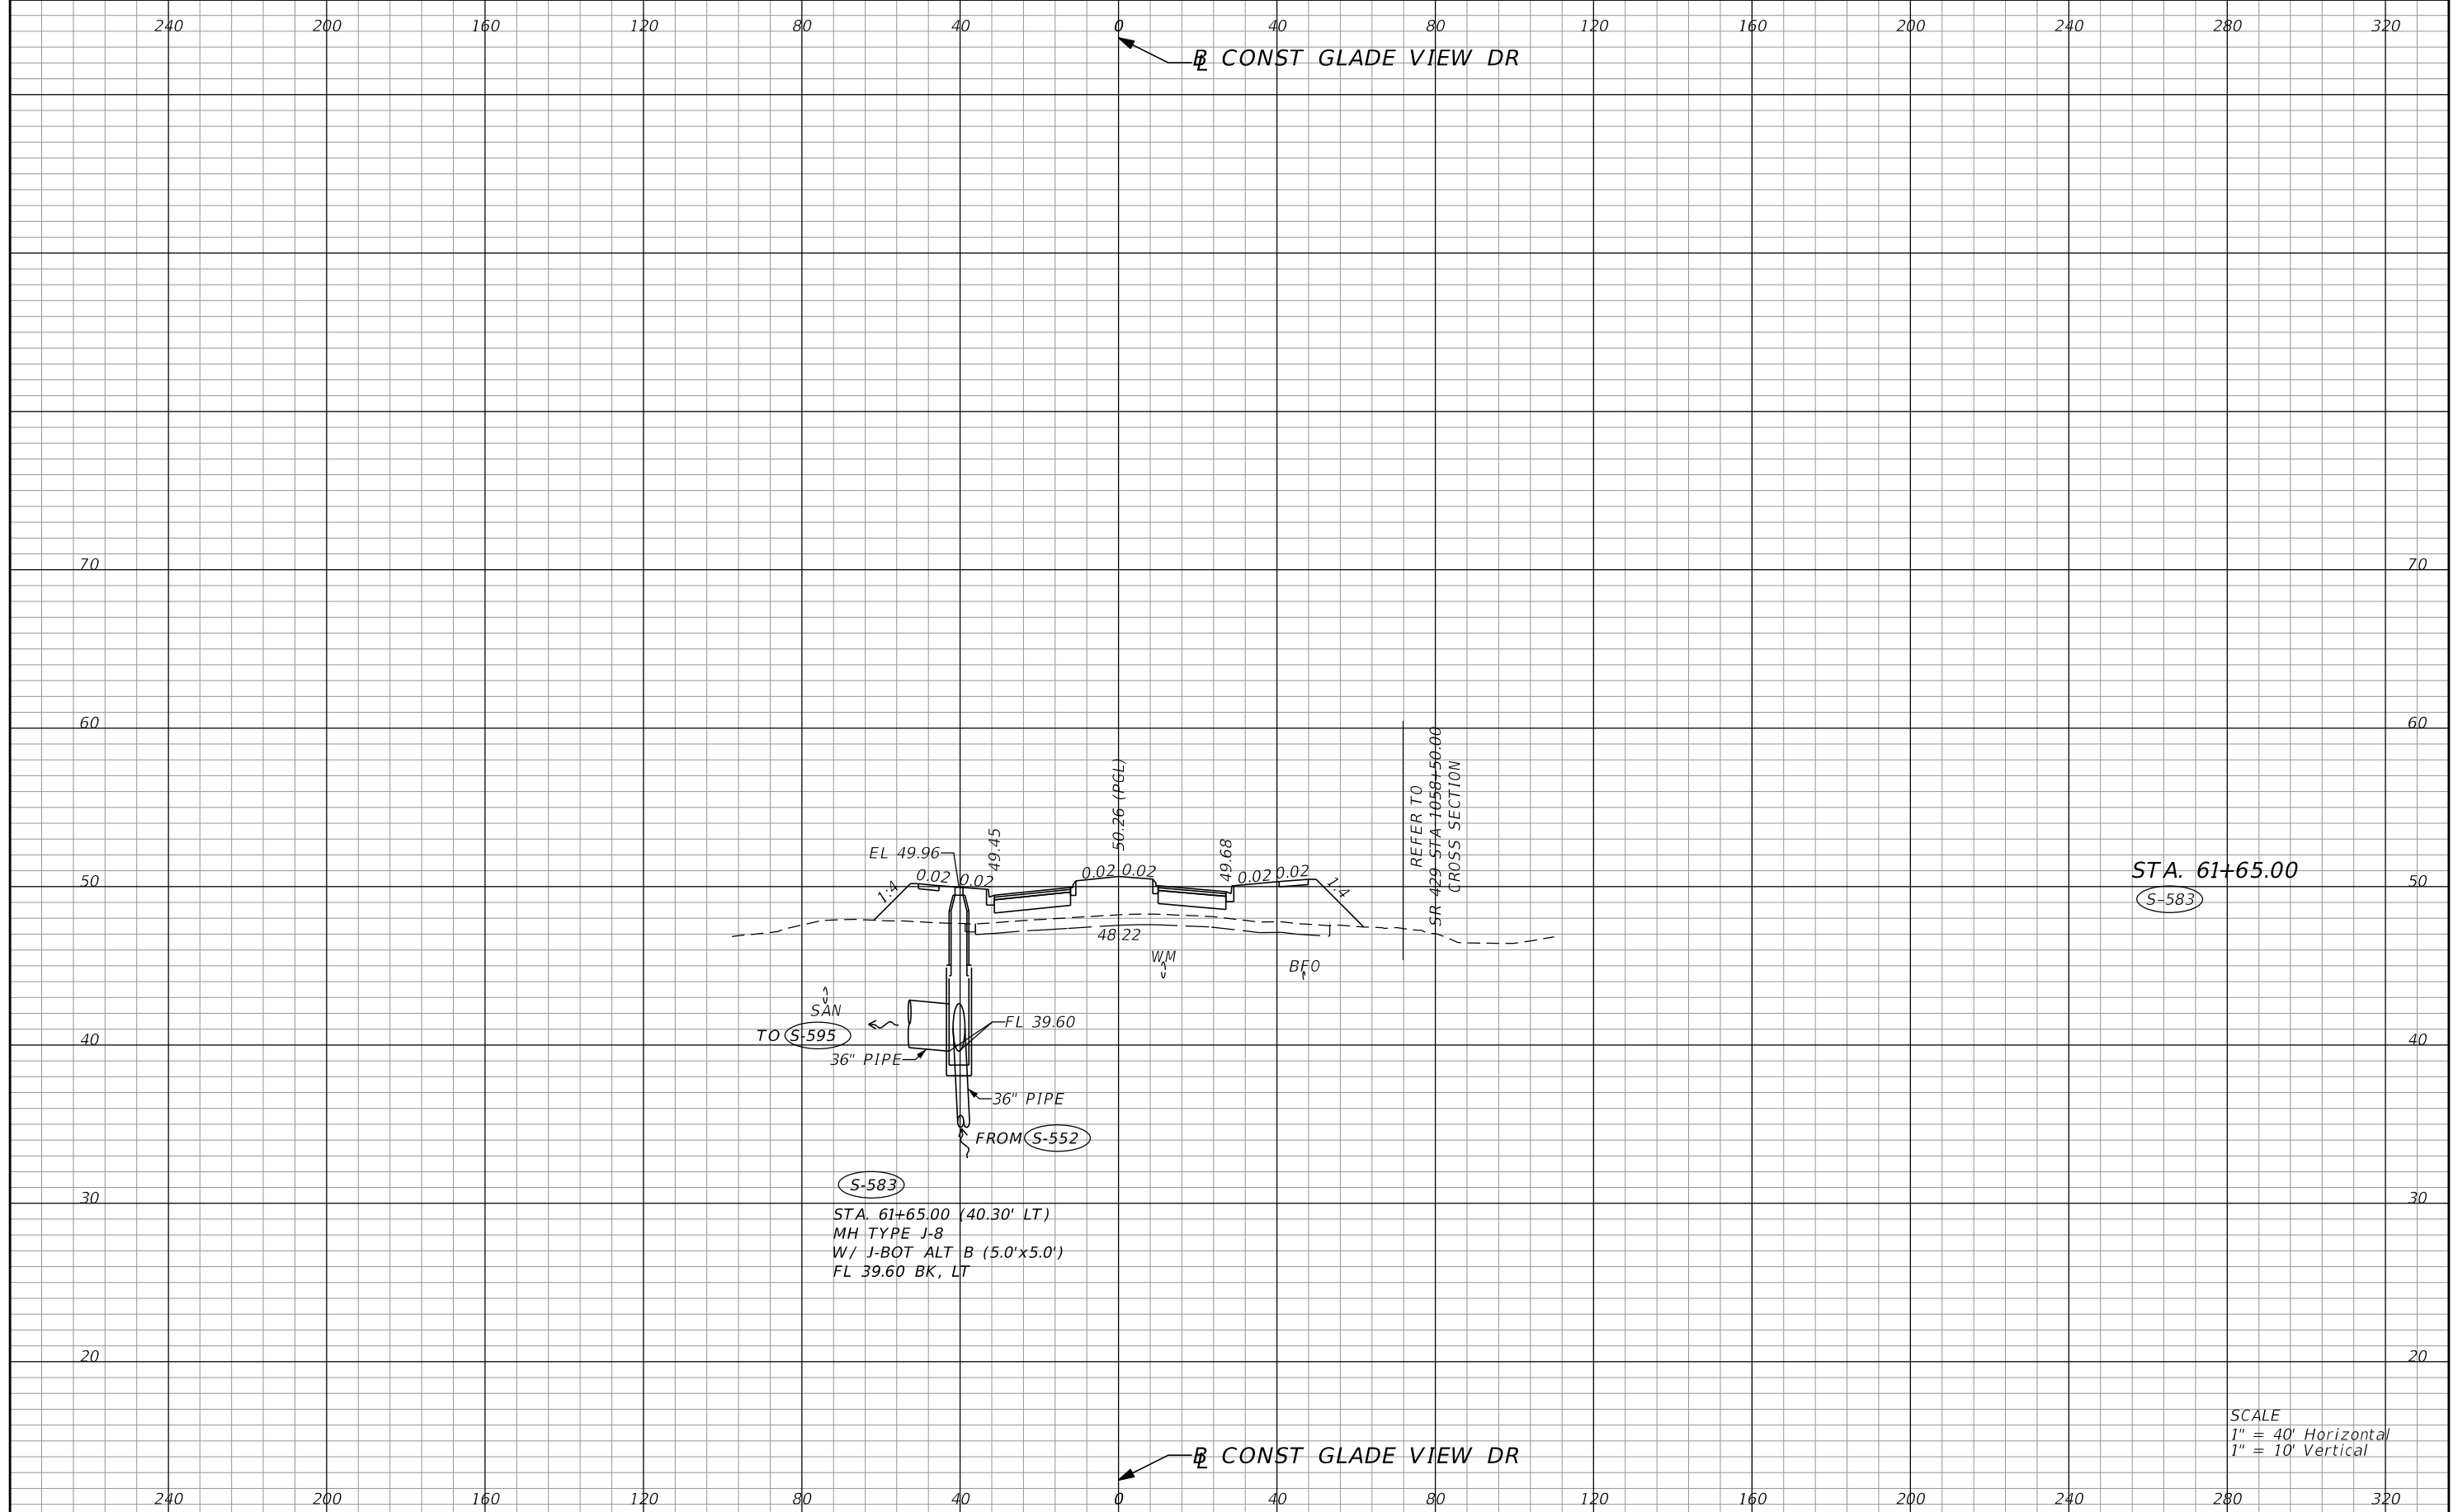 240 200 160 120 80 40 0 40 80 120 160 200 240 280 320
BL CONST GLADE VIEW DR
70 70
60 60
50.26 (PGL)
REFER TO
SR 429 STA 1058+50.00
CROSS SECTION
EL 49.96
49.45
49.68
1:4
0.02
0.02
0.02
0.02
0.02
0.02
1:4
STA. 61+65.00
50 50
S-583
48.22
WM
BFO
SAN
FL 39.60
TO S-595
40 40
36" PIPE
36" PIPE
FROM S-552
S-583
30 30
STA. 61+65.00 (40.30' LT)
MH TYPE J-8
W/ J-BOT ALT B (5.0'x5.0')
FL 39.60 BK, LT
20 20
SCALE
1" = 40' Horizontal
1" = 10' Vertical
BL CONST GLADE VIEW DR
240 200 160 120 80 40 0 40 80 120 160 200 240 280 320